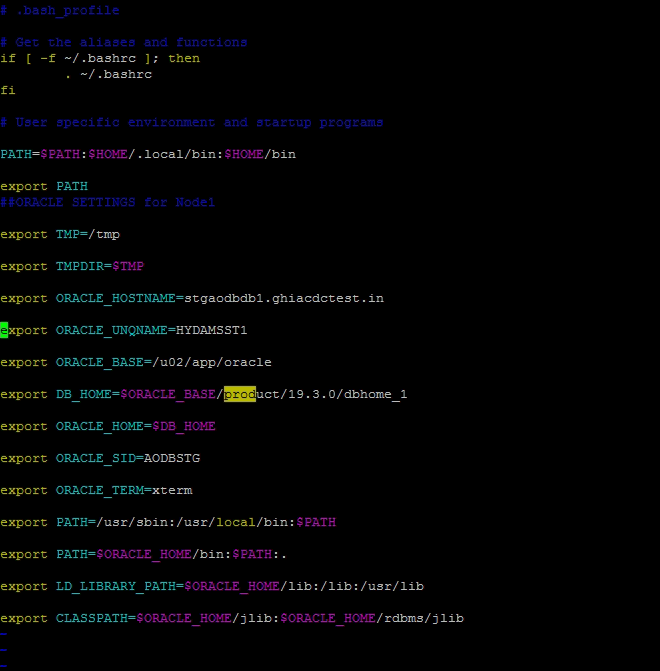 # .bash_profile
# Get the aliases and functions
if [ -f ~/.bashrc ]; then
        . ~/.bashrc
fi
# User specific environment and startup programs
PATH=$PATH:$HOME/.local/bin:$HOME/bin
export PATH
##ORACLE SETTINGS for Node1
export TMP=/tmp
export TMPDIR=$TMP
export ORACLE_HOSTNAME=stgaodbdb1.ghiacdctest.in
export ORACLE_UNQNAME=HYDAMSST1
export ORACLE_BASE=/u02/app/oracle
export DB_HOME=$ORACLE_BASE/product/19.3.0/dbhome_1
export ORACLE_HOME=$DB_HOME
export ORACLE_SID=AODBSTG
export ORACLE_TERM=xterm
export PATH=/usr/sbin:/usr/local/bin:$PATH
export PATH=$ORACLE_HOME/bin:$PATH:.
export LD_LIBRARY_PATH=$ORACLE_HOME/lib:/lib:/usr/lib
export CLASSPATH=$ORACLE_HOME/jlib:$ORACLE_HOME/rdbms/jlib
~
~
~